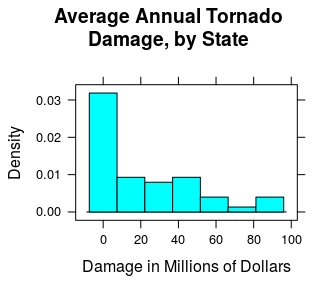 Average Annual Tornado
Damage, by State
Density
0.03
0.02
0.01
0.00
0 20 40 60 80 100
Damage in Millions of Dollars